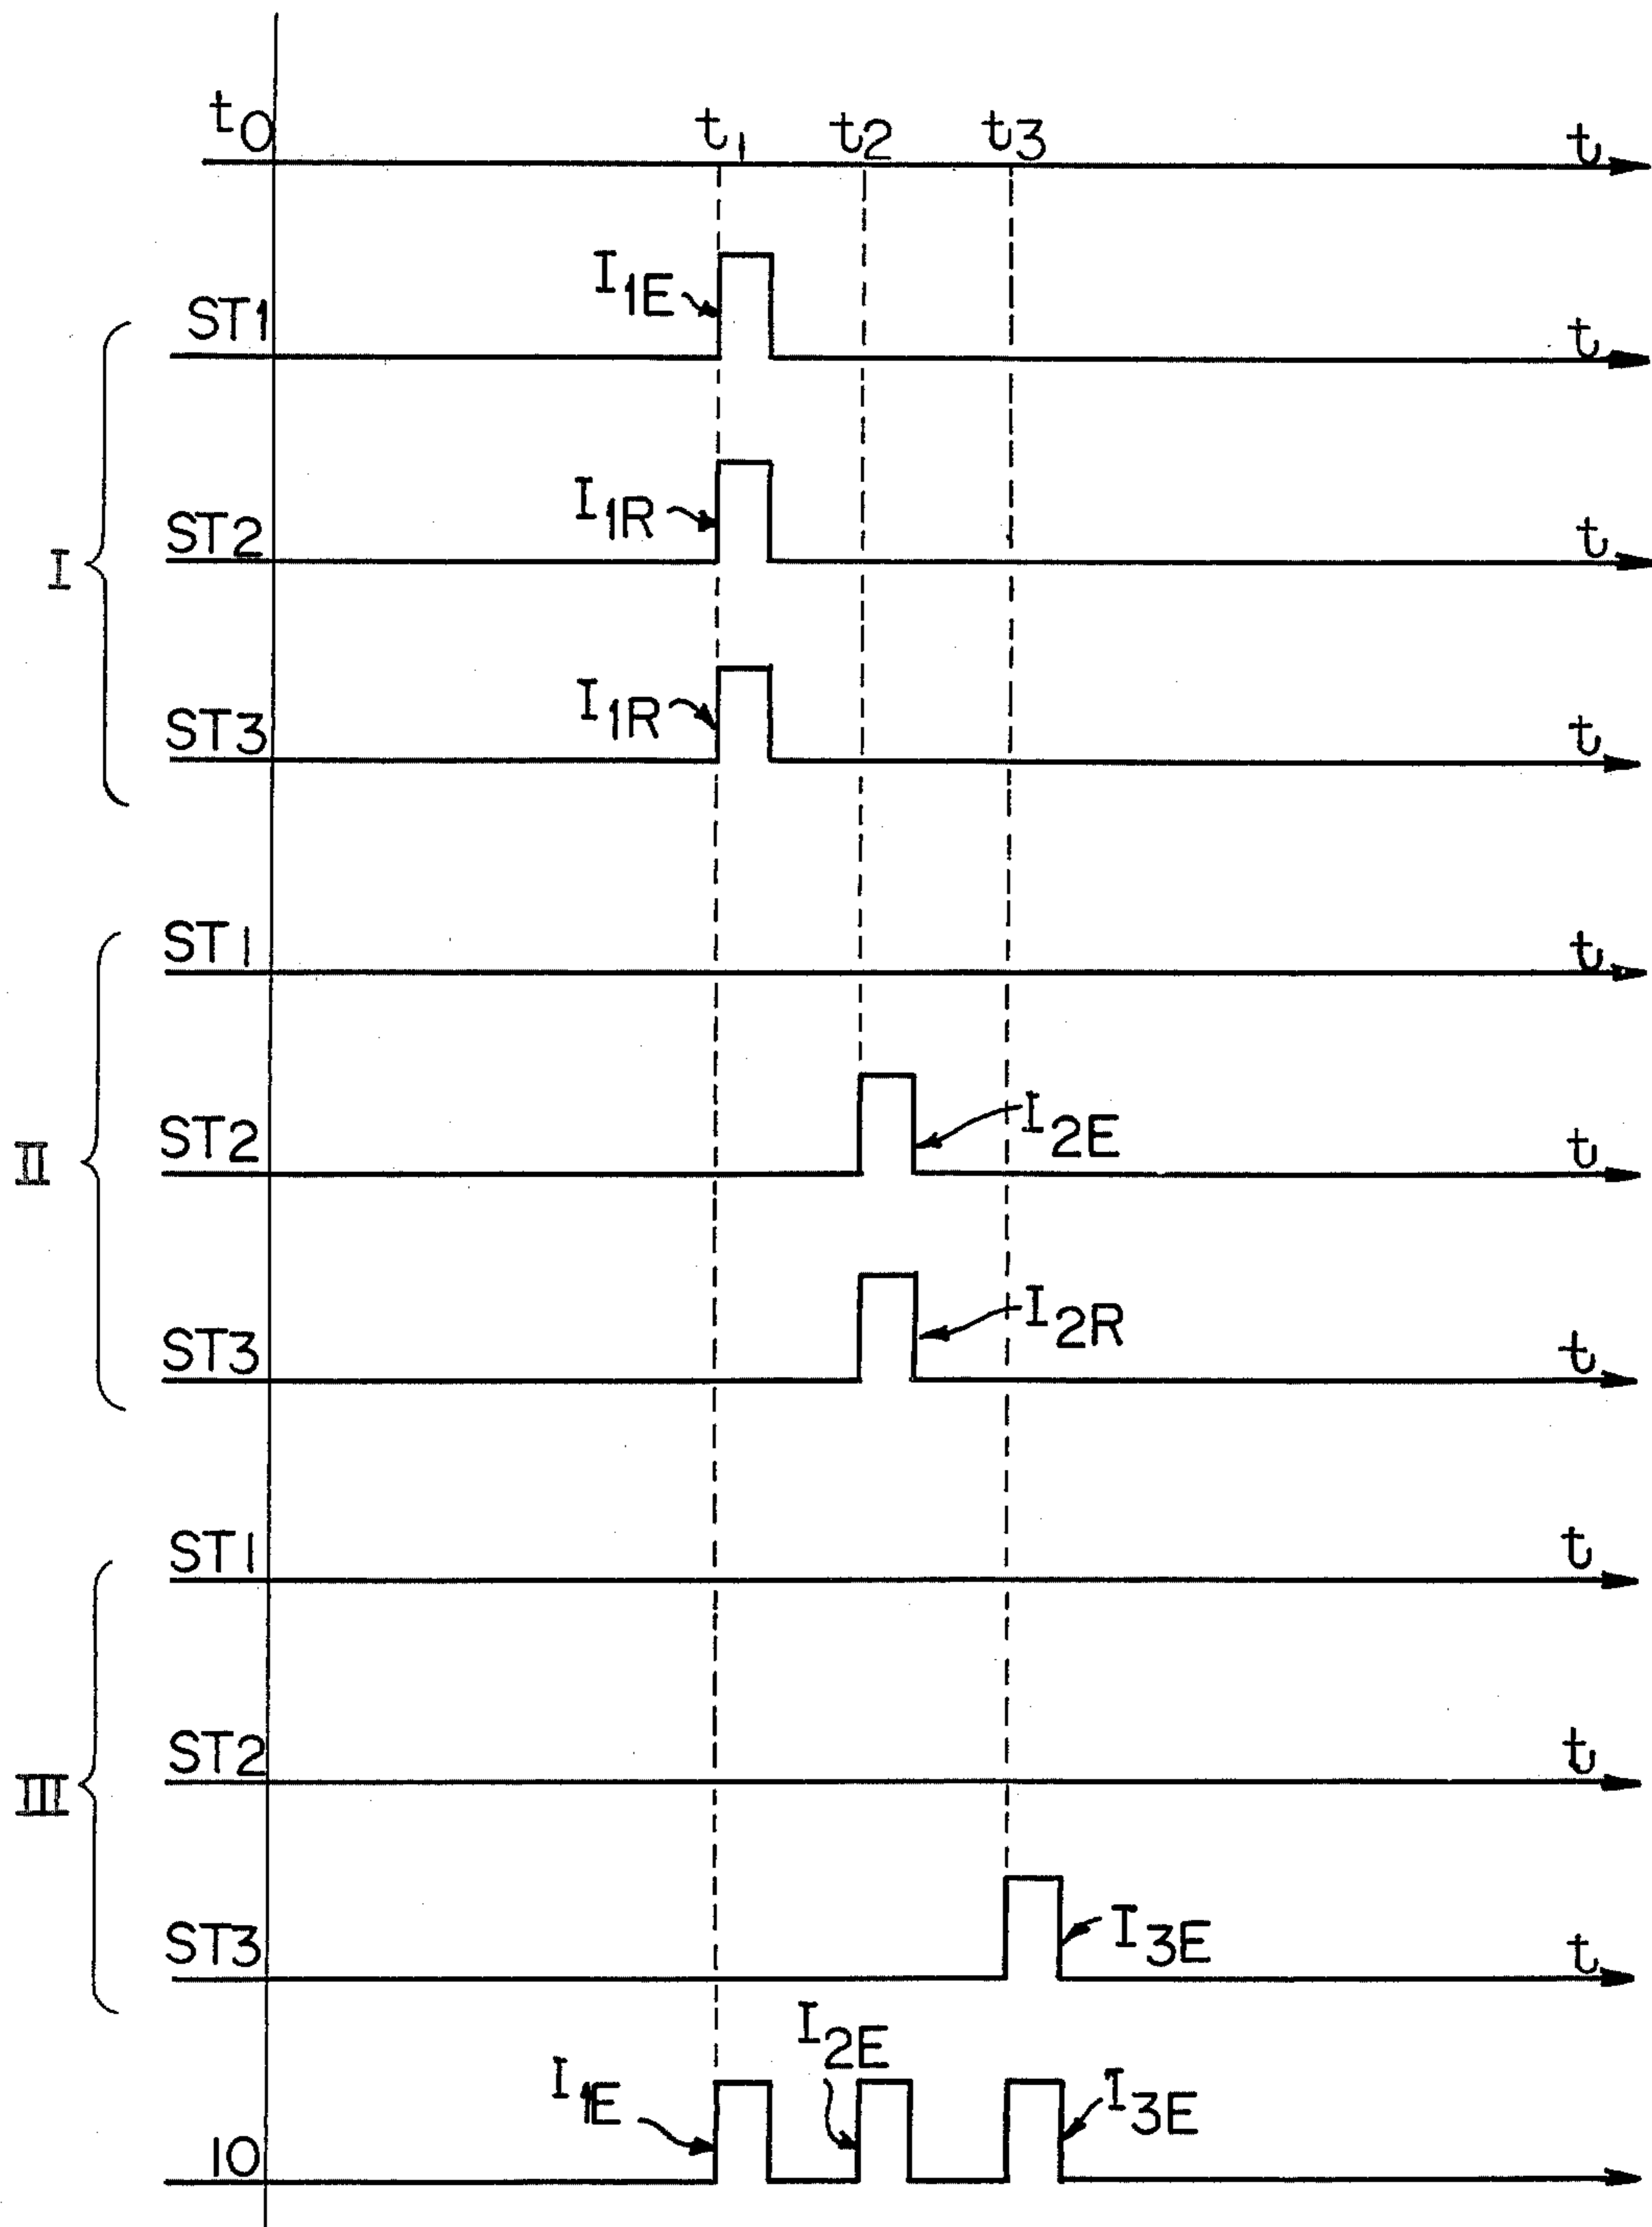 t0 t1 t2 t3 t
I1E
ST1 t
I1R
ST2 t
I
I1R
ST3 t
ST1 t
I2E
ST2 t
II
I2R
ST3 t
ST1 t
ST2 t
III
I3E
ST3 t
I2E
I1E I3E
10